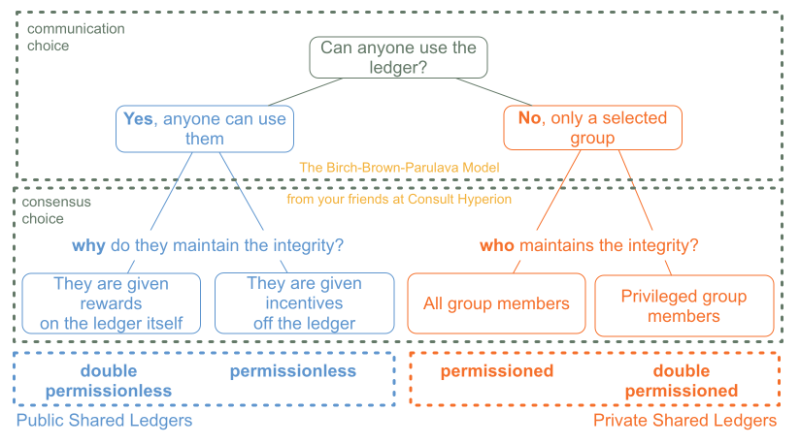 communication
choice
Can anyone use the
ledger?
Yes, anyone can use
them
No, only a selected
group
The Birch-Brown-Parulava Model
consensus
choice
from your friends at Consult Hyperion
why do they maintain the integrity?
who maintains the integrity?
They are given
rewards
on the ledger itself
They are given
incentives
off the ledger
All group members
Privileged group
members
double
permissionless
permissionless
permissioned
double
permissioned
Public Shared Ledgers
Private Shared Ledgers